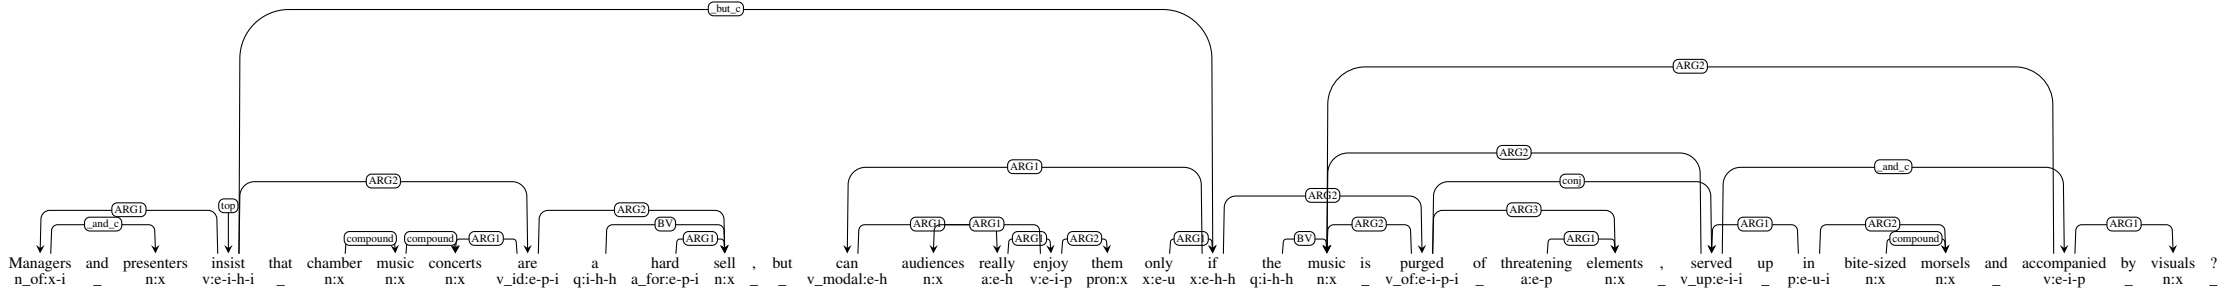 _but_c
ARG2
ARG2
ARG1 _and_c
ARG2 conj
top ARG2
ARG1 ARG2 ARG3
_and_c BV ARG1 ARG1 ARG2 ARG1 ARG2 ARG1
compound compound ARG1 ARG1 ARG1 ARG2 ARG1 BV ARG1 compound
Managers and presenters insist that chamber music concerts are a hard sell , but can audiences really enjoy them only if the music is purged of threatening elements , served up in bite-sized morsels and accompanied by visuals ?
n_of:x-i _ n:x v:e-i-h-i _ n:x n:x n:x v_id:e-p-i q:i-h-h a_for:e-p-i n:x _ _ v_modal:e-h n:x a:e-h v:e-i-p pron:x x:e-u x:e-h-h q:i-h-h n:x _ v_of:e-i-p-i _ a:e-p n:x _ v_up:e-i-i _ p:e-u-i n:x n:x _ v:e-i-p _ n:x _